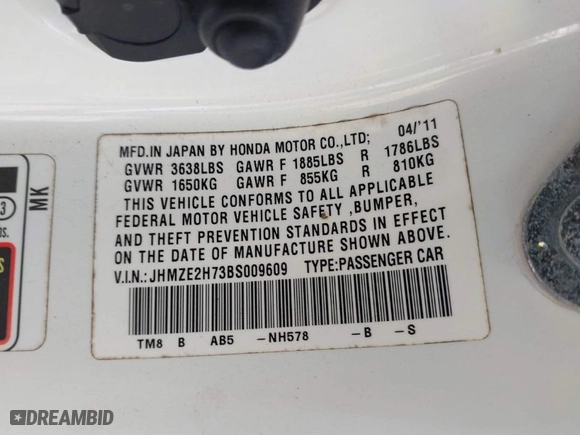 MFD.IN JAPAN BY HONDA MOTOR CO.,LTD; 04/'11
GVWR 3638LBS GAWR F 1885LBS R 1786LBS
GVWR 1650KG GAWR F 855KG R 810KG
THIS VEHICLE CONFORMS TO ALL APPLICABLE
FEDERAL MOTOR VEHICLE SAFETY ,BUMPER,
AND THEFT PREVENTION STANDARDS IN EFFECT
ON THE DATE OF MANUFACTURE SHOWN ABOVE.
V.I.N.: JHMZE2H73BS009609 TYPE:PASSENGER CAR
TM8 B AB5 -NH578 -B -S
3
os.
MK
DREAMBID